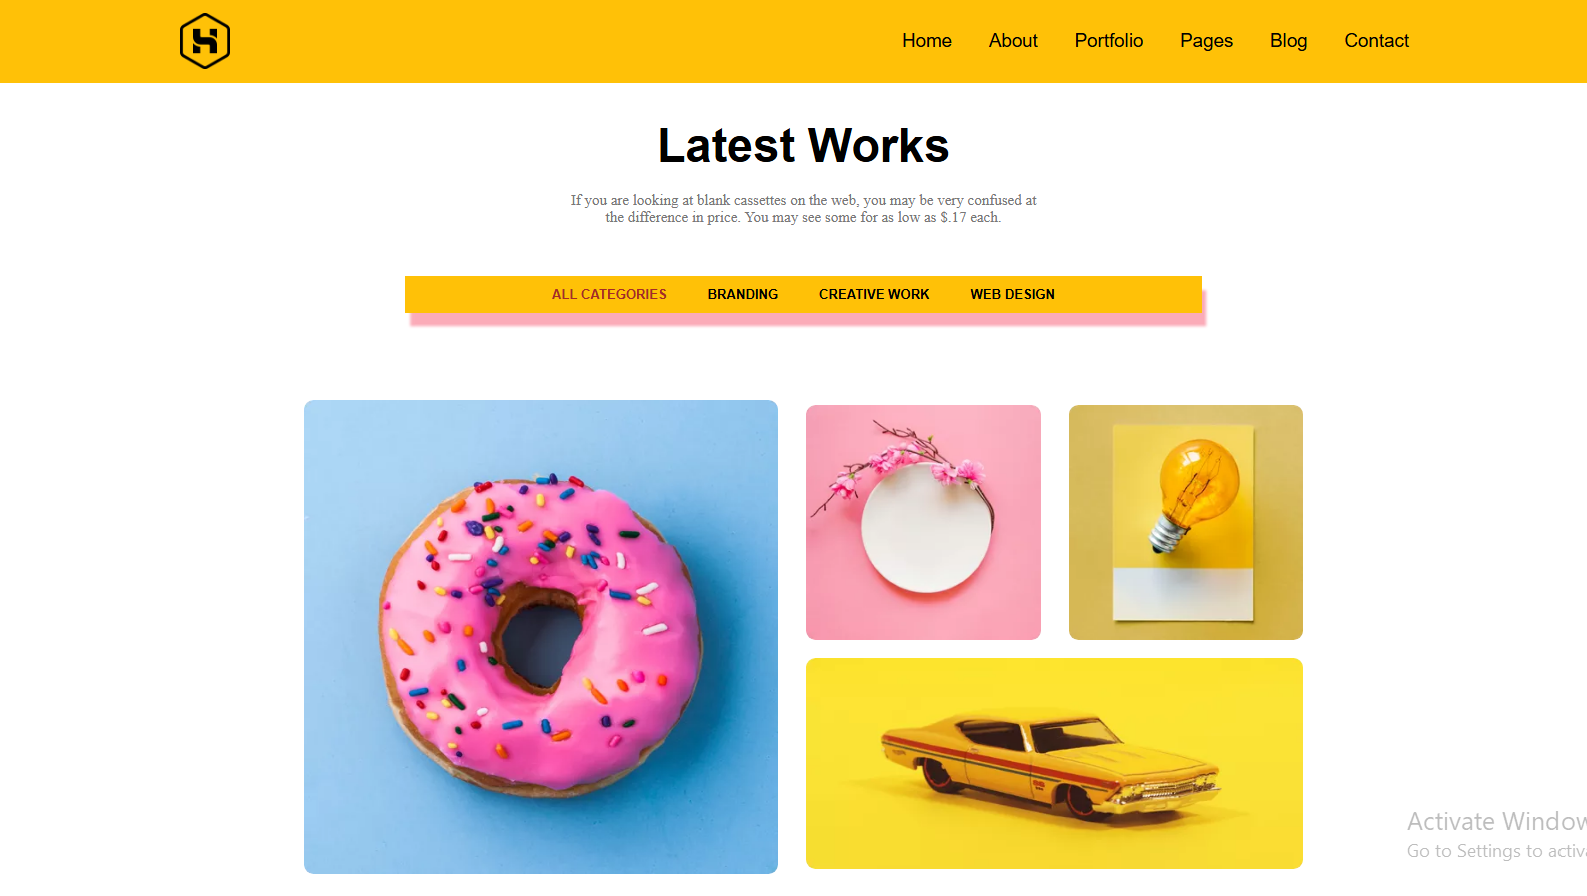 Home About Portfolio Pages Blog Contact
Latest Works
If you are looking at blank cassettes on the web, you may be very confused at
the difference in price. You may see some for as low as $.17 each.
ALL CATEGORIES BRANDING CREATIVE WORK WEB DESIGN
Activate Window
Go to Settings to activa